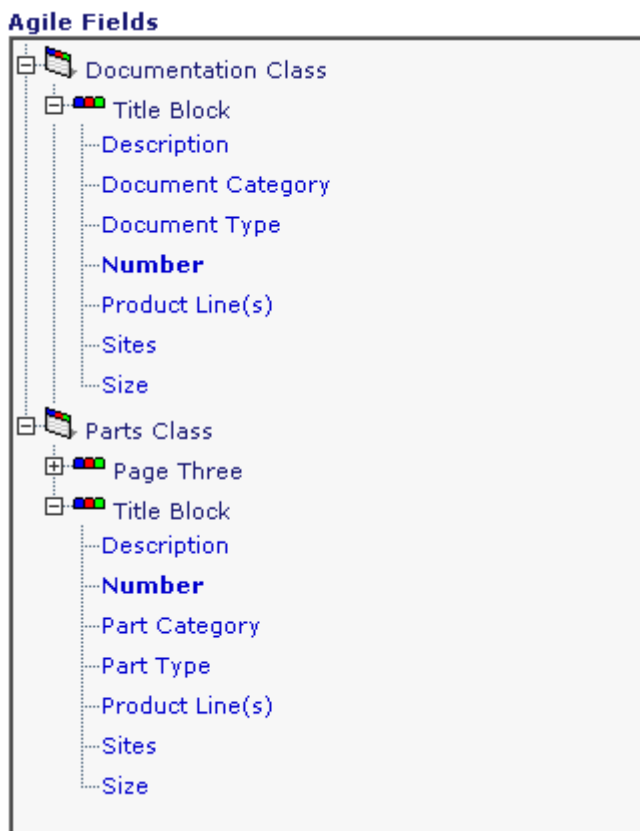 Agile Fields
Documentation Class
Title Block
Description
Document Category
Document Type
Number
Product Line(s)
Sites
Size
Parts Class
Page Three
Title Block
Description
Number
Part Category
Part Type
Product Line(s)
Sites
Size